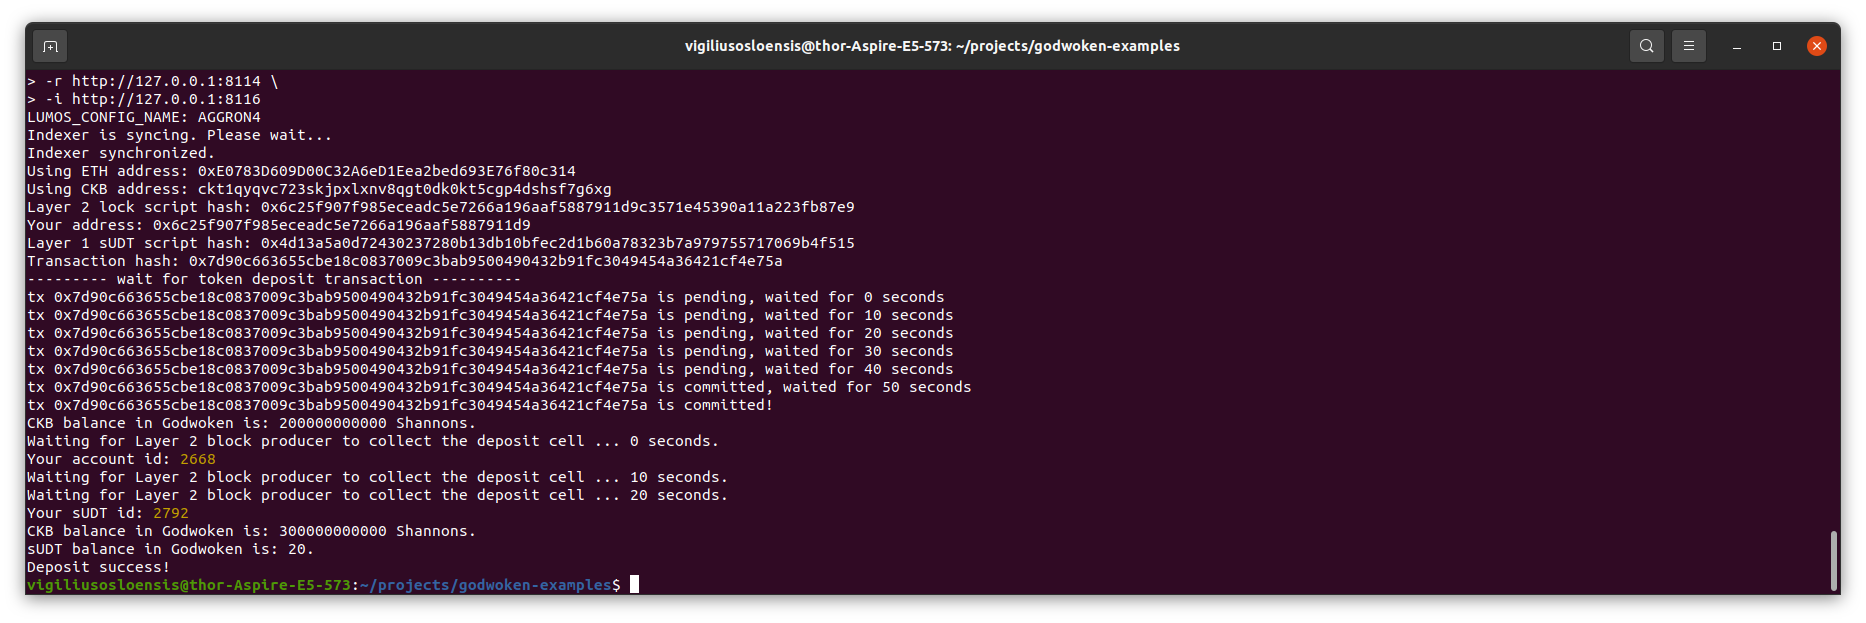 vigiliusosloensis@thor-Aspire-E5-573: ~/projects/godwoken-examples
> -r http://127.0.0.1:8114 \
> -i http://127.0.0.1:8116
LUMOS_CONFIG_NAME: AGGRON4
Indexer is syncing. Please wait...
Indexer synchronized.
Using ETH address: 0xE0783D609D00C32A6eD1Eea2bed693E76f80c314
Using CKB address: ckt1qyqvc723skjpxlxnv8qgt0dk0kt5cgp4dshsf7g6xg
Layer 2 lock script hash: 0x6c25f907f985eceadc5e7266a196aaf5887911d9c3571e45390a11a223fb87e9
Your address: 0x6c25f907f985eceadc5e7266a196aaf5887911d9
Layer 1 sUDT script hash: 0x4d13a5a0d72430237280b13db10bfec2d1b60a78323b7a979755717069b4f515
Transaction hash: 0x7d90c663655cbe18c0837009c3bab9500490432b91fc3049454a36421cf4e75a
--------- wait for token deposit transaction ----------
tx 0x7d90c663655cbe18c0837009c3bab9500490432b91fc3049454a36421cf4e75a is pending, waited for 0 seconds
tx 0x7d90c663655cbe18c0837009c3bab9500490432b91fc3049454a36421cf4e75a is pending, waited for 10 seconds
tx 0x7d90c663655cbe18c0837009c3bab9500490432b91fc3049454a36421cf4e75a is pending, waited for 20 seconds
tx 0x7d90c663655cbe18c0837009c3bab9500490432b91fc3049454a36421cf4e75a is pending, waited for 30 seconds
tx 0x7d90c663655cbe18c0837009c3bab9500490432b91fc3049454a36421cf4e75a is pending, waited for 40 seconds
tx 0x7d90c663655cbe18c0837009c3bab9500490432b91fc3049454a36421cf4e75a is committed, waited for 50 seconds
tx 0x7d90c663655cbe18c0837009c3bab9500490432b91fc3049454a36421cf4e75a is committed!
CKB balance in Godwoken is: 200000000000 Shannons.
Waiting for Layer 2 block producer to collect the deposit cell ... 0 seconds.
Your account id: 2668
Waiting for Layer 2 block producer to collect the deposit cell ... 10 seconds.
Waiting for Layer 2 block producer to collect the deposit cell ... 20 seconds.
Your sUDT id: 2792
CKB balance in Godwoken is: 300000000000 Shannons.
sUDT balance in Godwoken is: 20.
Deposit success!
vigiliusosloensis@thor-Aspire-E5-573:~/projects/godwoken-examples$